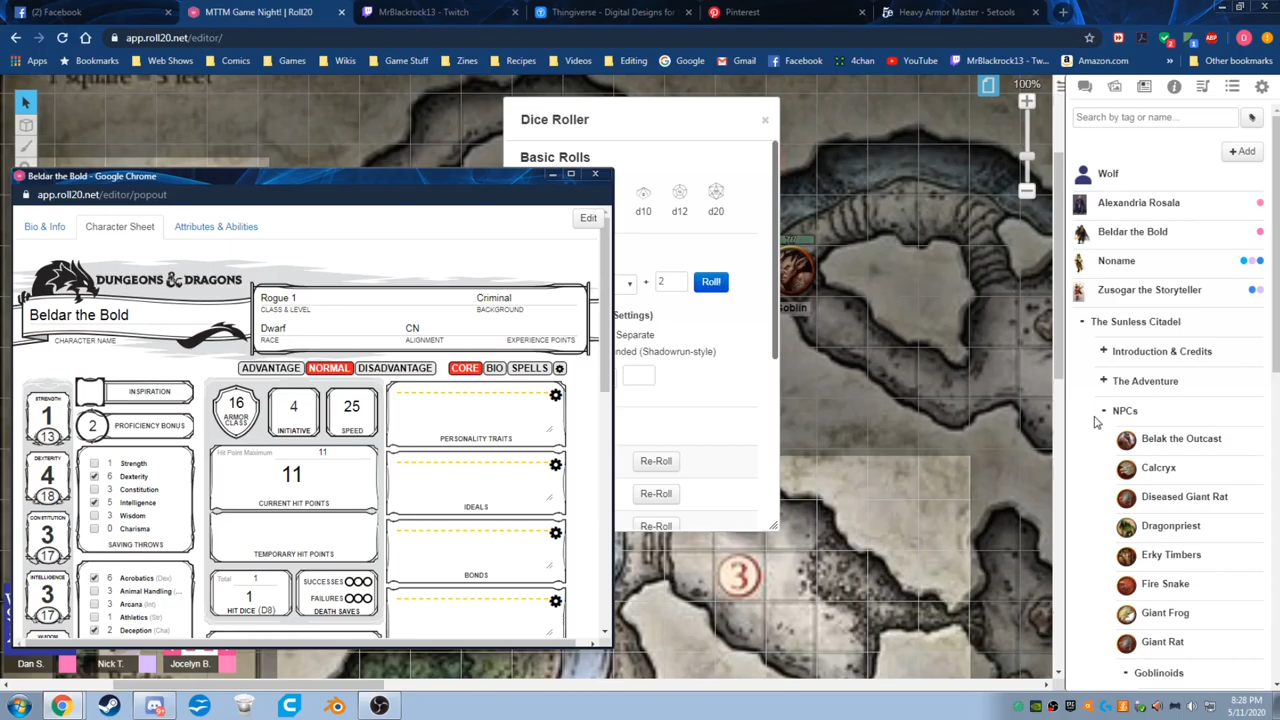 (2) Facebook
MTTM Game Night! | Roll20
MrBlackrock13 - Twitch
Thingiverse - Digital Designs for
Pinterest
Heavy Armor Master - 5etools
app.roll20.net/editor/
Apps
Bookmarks
Web Shows
Comics
Games
Wikis
Game Stuff
Zines
Recipes
Videos
Editing
Google
Gmail
Facebook
4chan
YouTube
MrBlackrock13 - Tw...
Amazon.com
Other bookmarks
1 square = 5 feet
100%
Dice Roller
Basic Rolls
d10
d12
d20
+ 2
Roll!
Settings)
Separate
nded (Shadowrun-style)
Re-Roll
Re-Roll
Re-Roll
Goblin
3
Beldar the Bold - Google Chrome
app.roll20.net/editor/popout
Bio & Info
Character Sheet
Attributes & Abilities
Edit
DUNGEONS & DRAGONS
Beldar the Bold
CHARACTER NAME
Rogue 1
CLASS & LEVEL
Criminal
BACKGROUND
Dwarf
RACE
CN
ALIGNMENT
EXPERIENCE POINTS
ADVANTAGE
NORMAL
DISADVANTAGE
CORE
BIO
SPELLS
STRENGTH
1
13
DEXTERITY
4
18
CONSTITUTION
3
17
INTELLIGENCE
3
17
WISDOM
INSPIRATION
2
PROFICIENCY BONUS
1 Strength
6 Dexterity
3 Constitution
5 Intelligence
3 Wisdom
0 Charisma
SAVING THROWS
6 Acrobatics (Dex)
3 Animal Handling (...
3 Arcana (Int)
1 Athletics (Str)
2 Deception (Cha)
16
ARMOR CLASS
4
INITIATIVE
25
SPEED
Hit Point Maximum 11
11
CURRENT HIT POINTS
TEMPORARY HIT POINTS
Total 1
1
HIT DICE (D8)
SUCCESSES
FAILURES
DEATH SAVES
PERSONALITY TRAITS
IDEALS
BONDS
Dan S.
Nick T.
Jocelyn B.
Search by tag or name...
+ Add
Wolf
Alexandria Rosala
Beldar the Bold
Noname
Zusogar the Storyteller
The Sunless Citadel
Introduction & Credits
The Adventure
NPCs
Belak the Outcast
Calcryx
Diseased Giant Rat
Dragonpriest
Erky Timbers
Fire Snake
Giant Frog
Giant Rat
Goblinoids
8:28 PM
5/11/2020